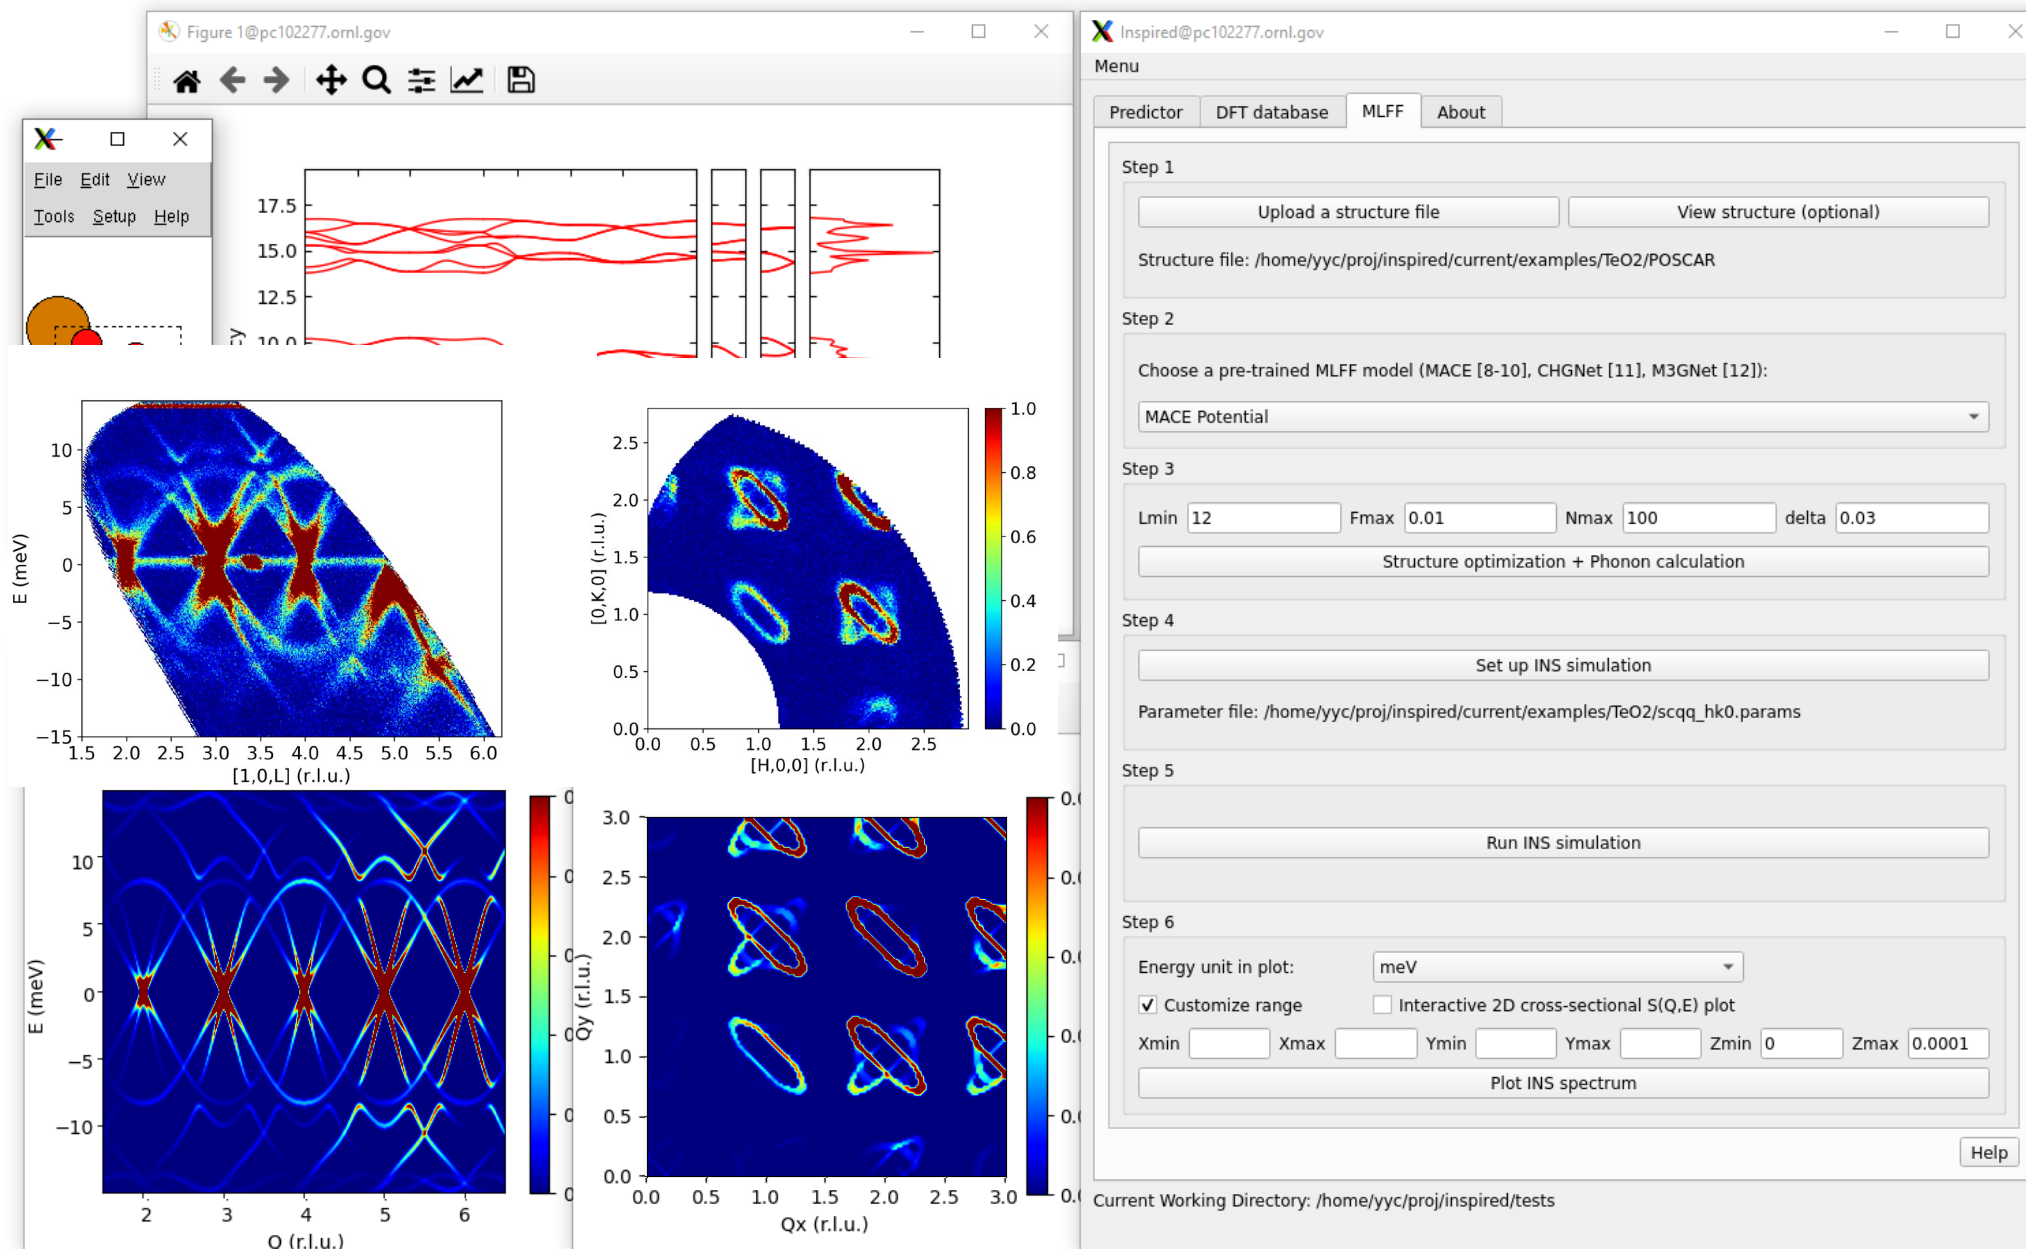 Figure 1@pc102277.ornl.gov
File Edit View
Tools Setup Help
17.5
15.0
12.5
10.0
E (meV)
10
5
0
−5
−10
−15
1.5 2.0 2.5 3.0 3.5 4.0 4.5 5.0 5.5 6.0
[1,0,L] (r.l.u.)
[0,K,0] (r.l.u.)
2.5
2.0
1.5
1.0
0.5
0.0
0.0 0.5 1.0 1.5 2.0 2.5
[H,0,0] (r.l.u.)
1.0
0.8
0.6
0.4
0.2
0.0
E (meV)
10
5
0
−5
−10
2 3 4 5 6
Q (r.l.u.)
Qy (r.l.u.)
3.0
2.5
2.0
1.5
1.0
0.5
0.0
0.0 0.5 1.0 1.5 2.0 2.5 3.0
Qx (r.l.u.)
Inspired@pc102277.ornl.gov
Menu
Predictor DFT database MLFF About
Step 1
Upload a structure file View structure (optional)
Structure file: /home/yyc/proj/inspired/current/examples/TeO2/POSCAR
Step 2
Choose a pre-trained MLFF model (MACE [8-10], CHGNet [11], M3GNet [12]):
MACE Potential
Step 3
Lmin 12 Fmax 0.01 Nmax 100 delta 0.03
Structure optimization + Phonon calculation
Step 4
Set up INS simulation
Parameter file: /home/yyc/proj/inspired/current/examples/TeO2/scqq_hk0.params
Step 5
Run INS simulation
Step 6
Energy unit in plot: meV
Customize range Interactive 2D cross-sectional S(Q,E) plot
Xmin Xmax Ymin Ymax Zmin 0 Zmax 0.0001
Plot INS spectrum
Help
Current Working Directory: /home/yyc/proj/inspired/tests